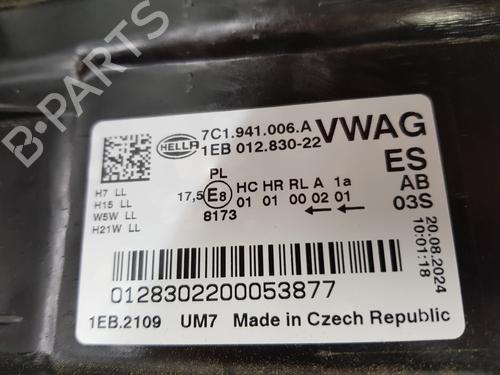 HELLA
7C1.941.006.A
1EB 012.830-22
VWAG
ES
AB
03S
H7 LL
H15 LL
W5W LL
H21W LL
PL
17,5 E8 HC HR RL A 1a
01 01 00 02 01
8173 ←←
20.08.2024
10:01:18
0128302200053877
1EB.2109 UM7 Made in Czech Republic
B-PARTS